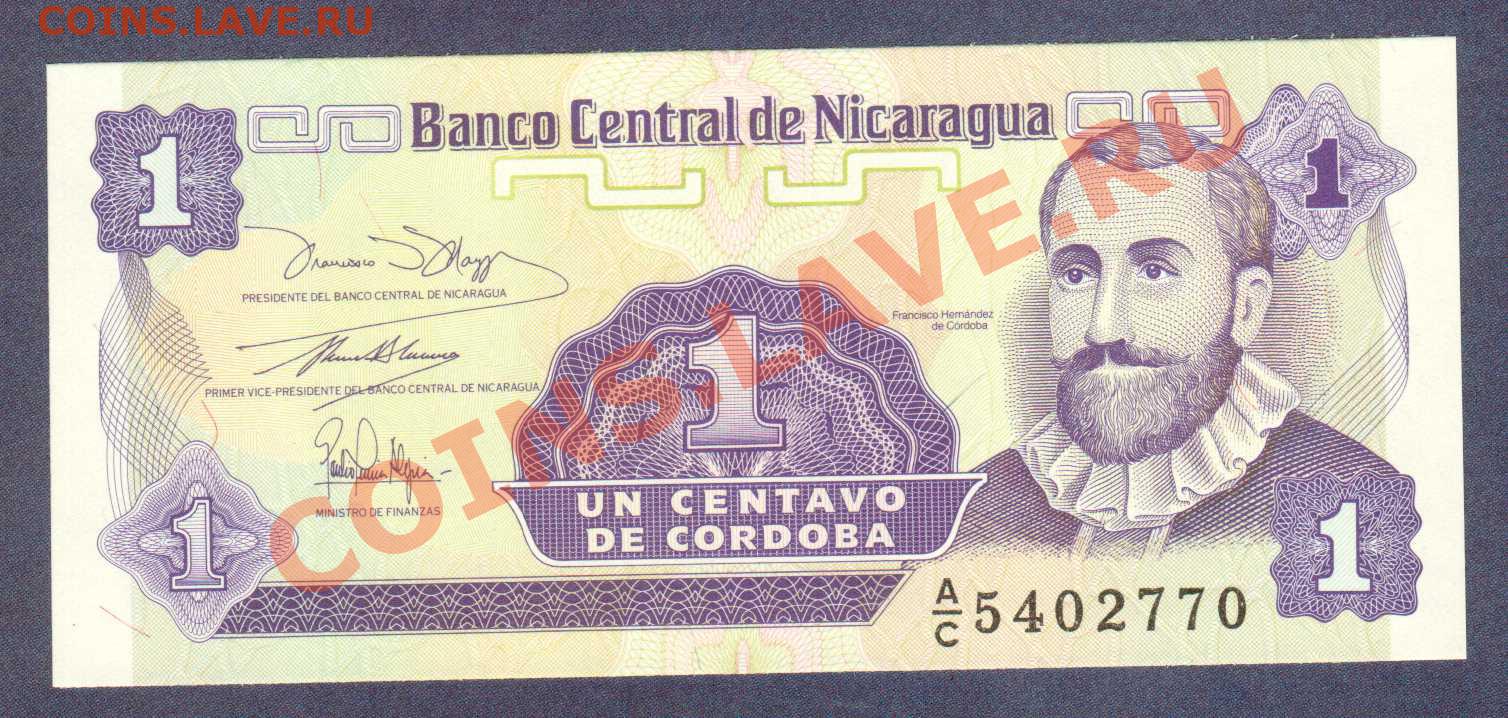 COINS.LAVE.RU
Banco Central de Nicaragua
1
1
PRESIDENTE DEL BANCO CENTRAL DE NICARAGUA
Francisco Hernández
de Córdoba
1
PRIMER VICE-PRESIDENTE DEL BANCO CENTRAL DE NICARAGUA
COINS.LAVE.RU
MINISTRO DE FINANZAS
UN CENTAVO
DE CORDOBA
1
1
A/C 5402770